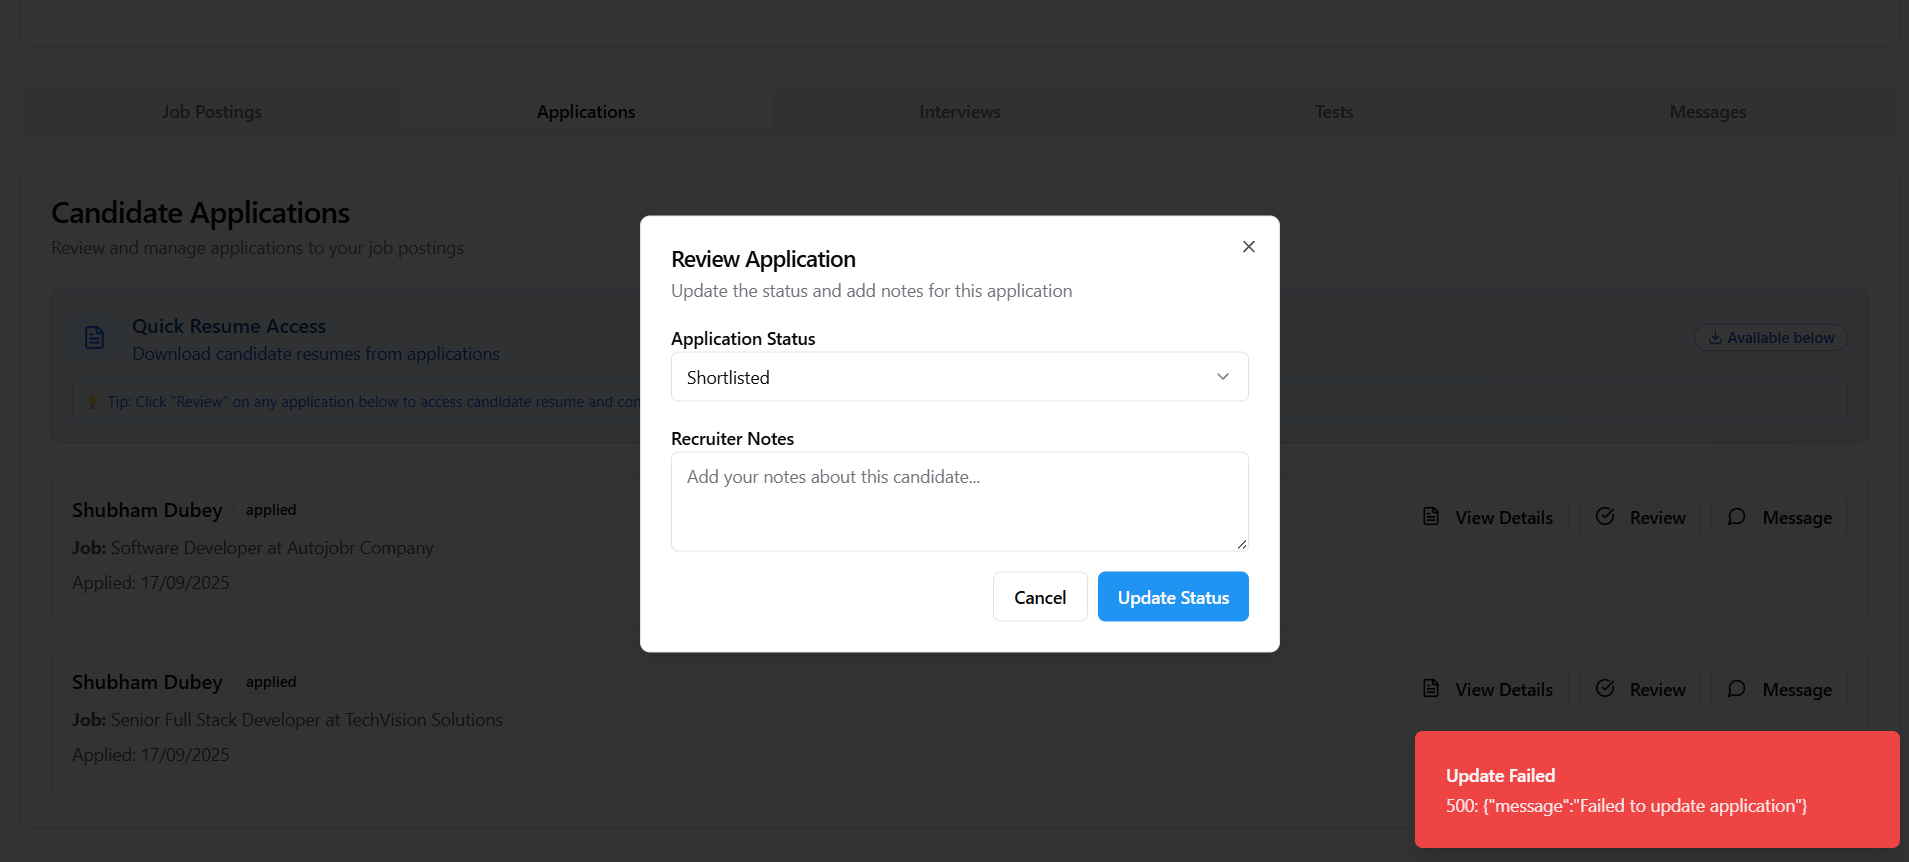 Job Postings
Applications
Interviews
Tests
Messages
Candidate Applications
Review and manage applications to your job postings
Quick Resume Access
Download candidate resumes from applications
Available below
Tip: Click "Review" on any application below to access candidate resume and
Review Application
Update the status and add notes for this application
Application Status
Shortlisted
Recruiter Notes
Add your notes about this candidate...
Cancel
Update Status
Shubham Dubey
applied
Job: Software Developer at Autojobr Company
Applied: 17/09/2025
View Details
Review
Message
Shubham Dubey
applied
Job: Senior Full Stack Developer at TechVision Solutions
Applied: 17/09/2025
View Details
Review
Message
Update Failed
500: {"message":"Failed to update application"}